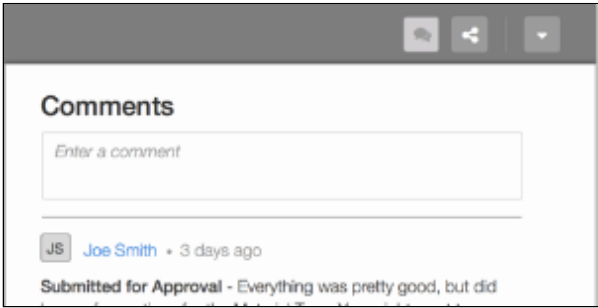 Comments
Enter a comment
JS Joe Smith • 3 days ago
Submitted for Approval - Everything was pretty good, but did